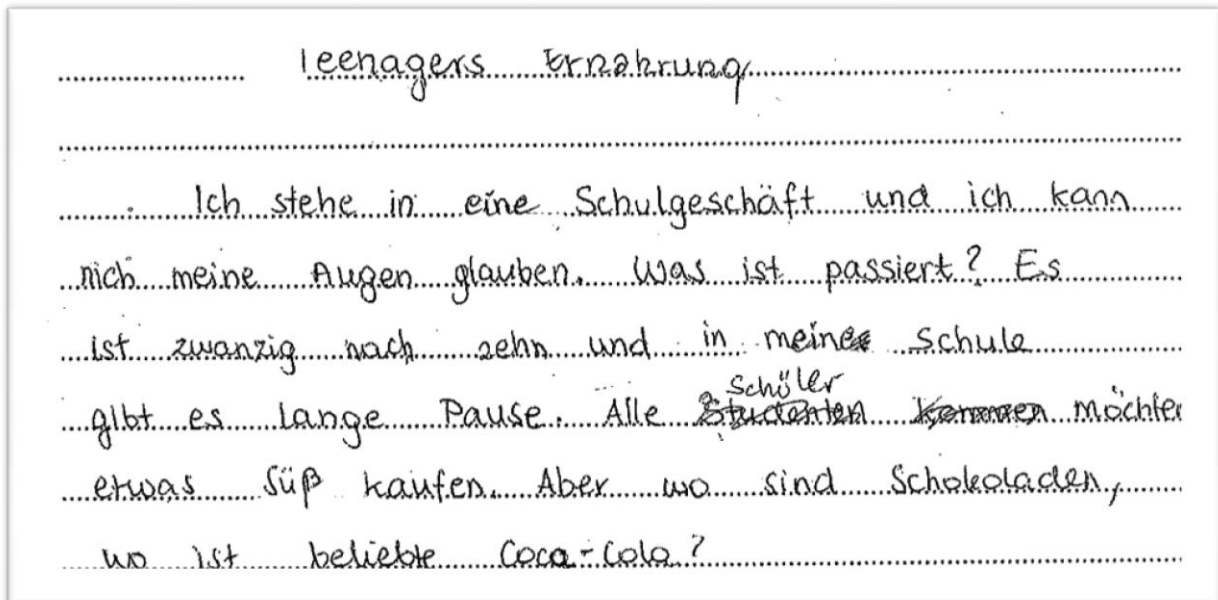 Teenagers Ernährung
Ich stehe in eine Schulgeschäft und ich kann
nich meine Augen glauben. Was ist passiert? Es
ist zwanzig nach zehn und in meine Schule
gibt es lange Pause. Alle Schüler möchten
etwas Süß kaufen. Aber wo sind Schokoladen,
wo ist beliebte Coca-Cola?